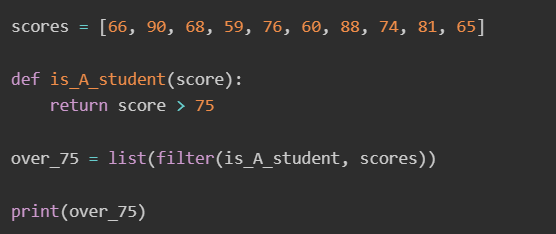 scores = [66, 90, 68, 59, 76, 60, 88, 74, 81, 65]
def is_A_student(score):
    return score > 75
over_75 = list(filter(is_A_student, scores))
print(over_75)